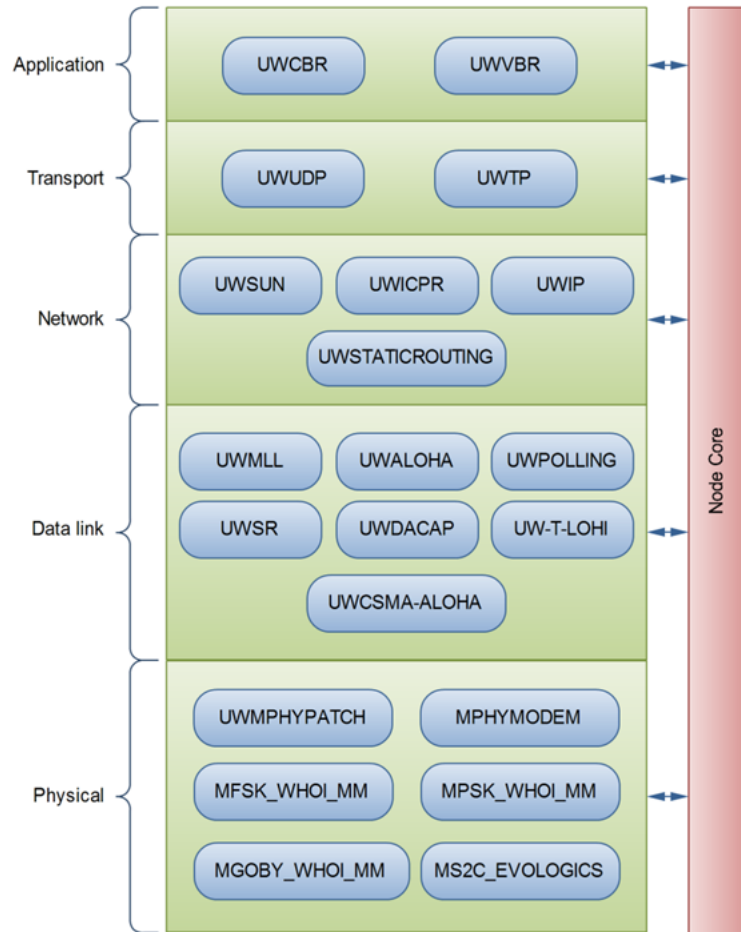 Application
UWCBR
UWVBR
Transport
UWUDP
UWTP
Network
UWSUN
UWICPR
UWIP
UWSTATICROUTING
Data link
UWMLL
UWALOHA
UWPOLLING
UWSR
UWDACAP
UW-T-LOHI
UWCSMA-ALOHA
Physical
UWMPHYPATCH
MPHYMODEM
MFSK_WHOI_MM
MPSK_WHOI_MM
MGOBY_WHOI_MM
MS2C_EVOLOGICS
Node Core